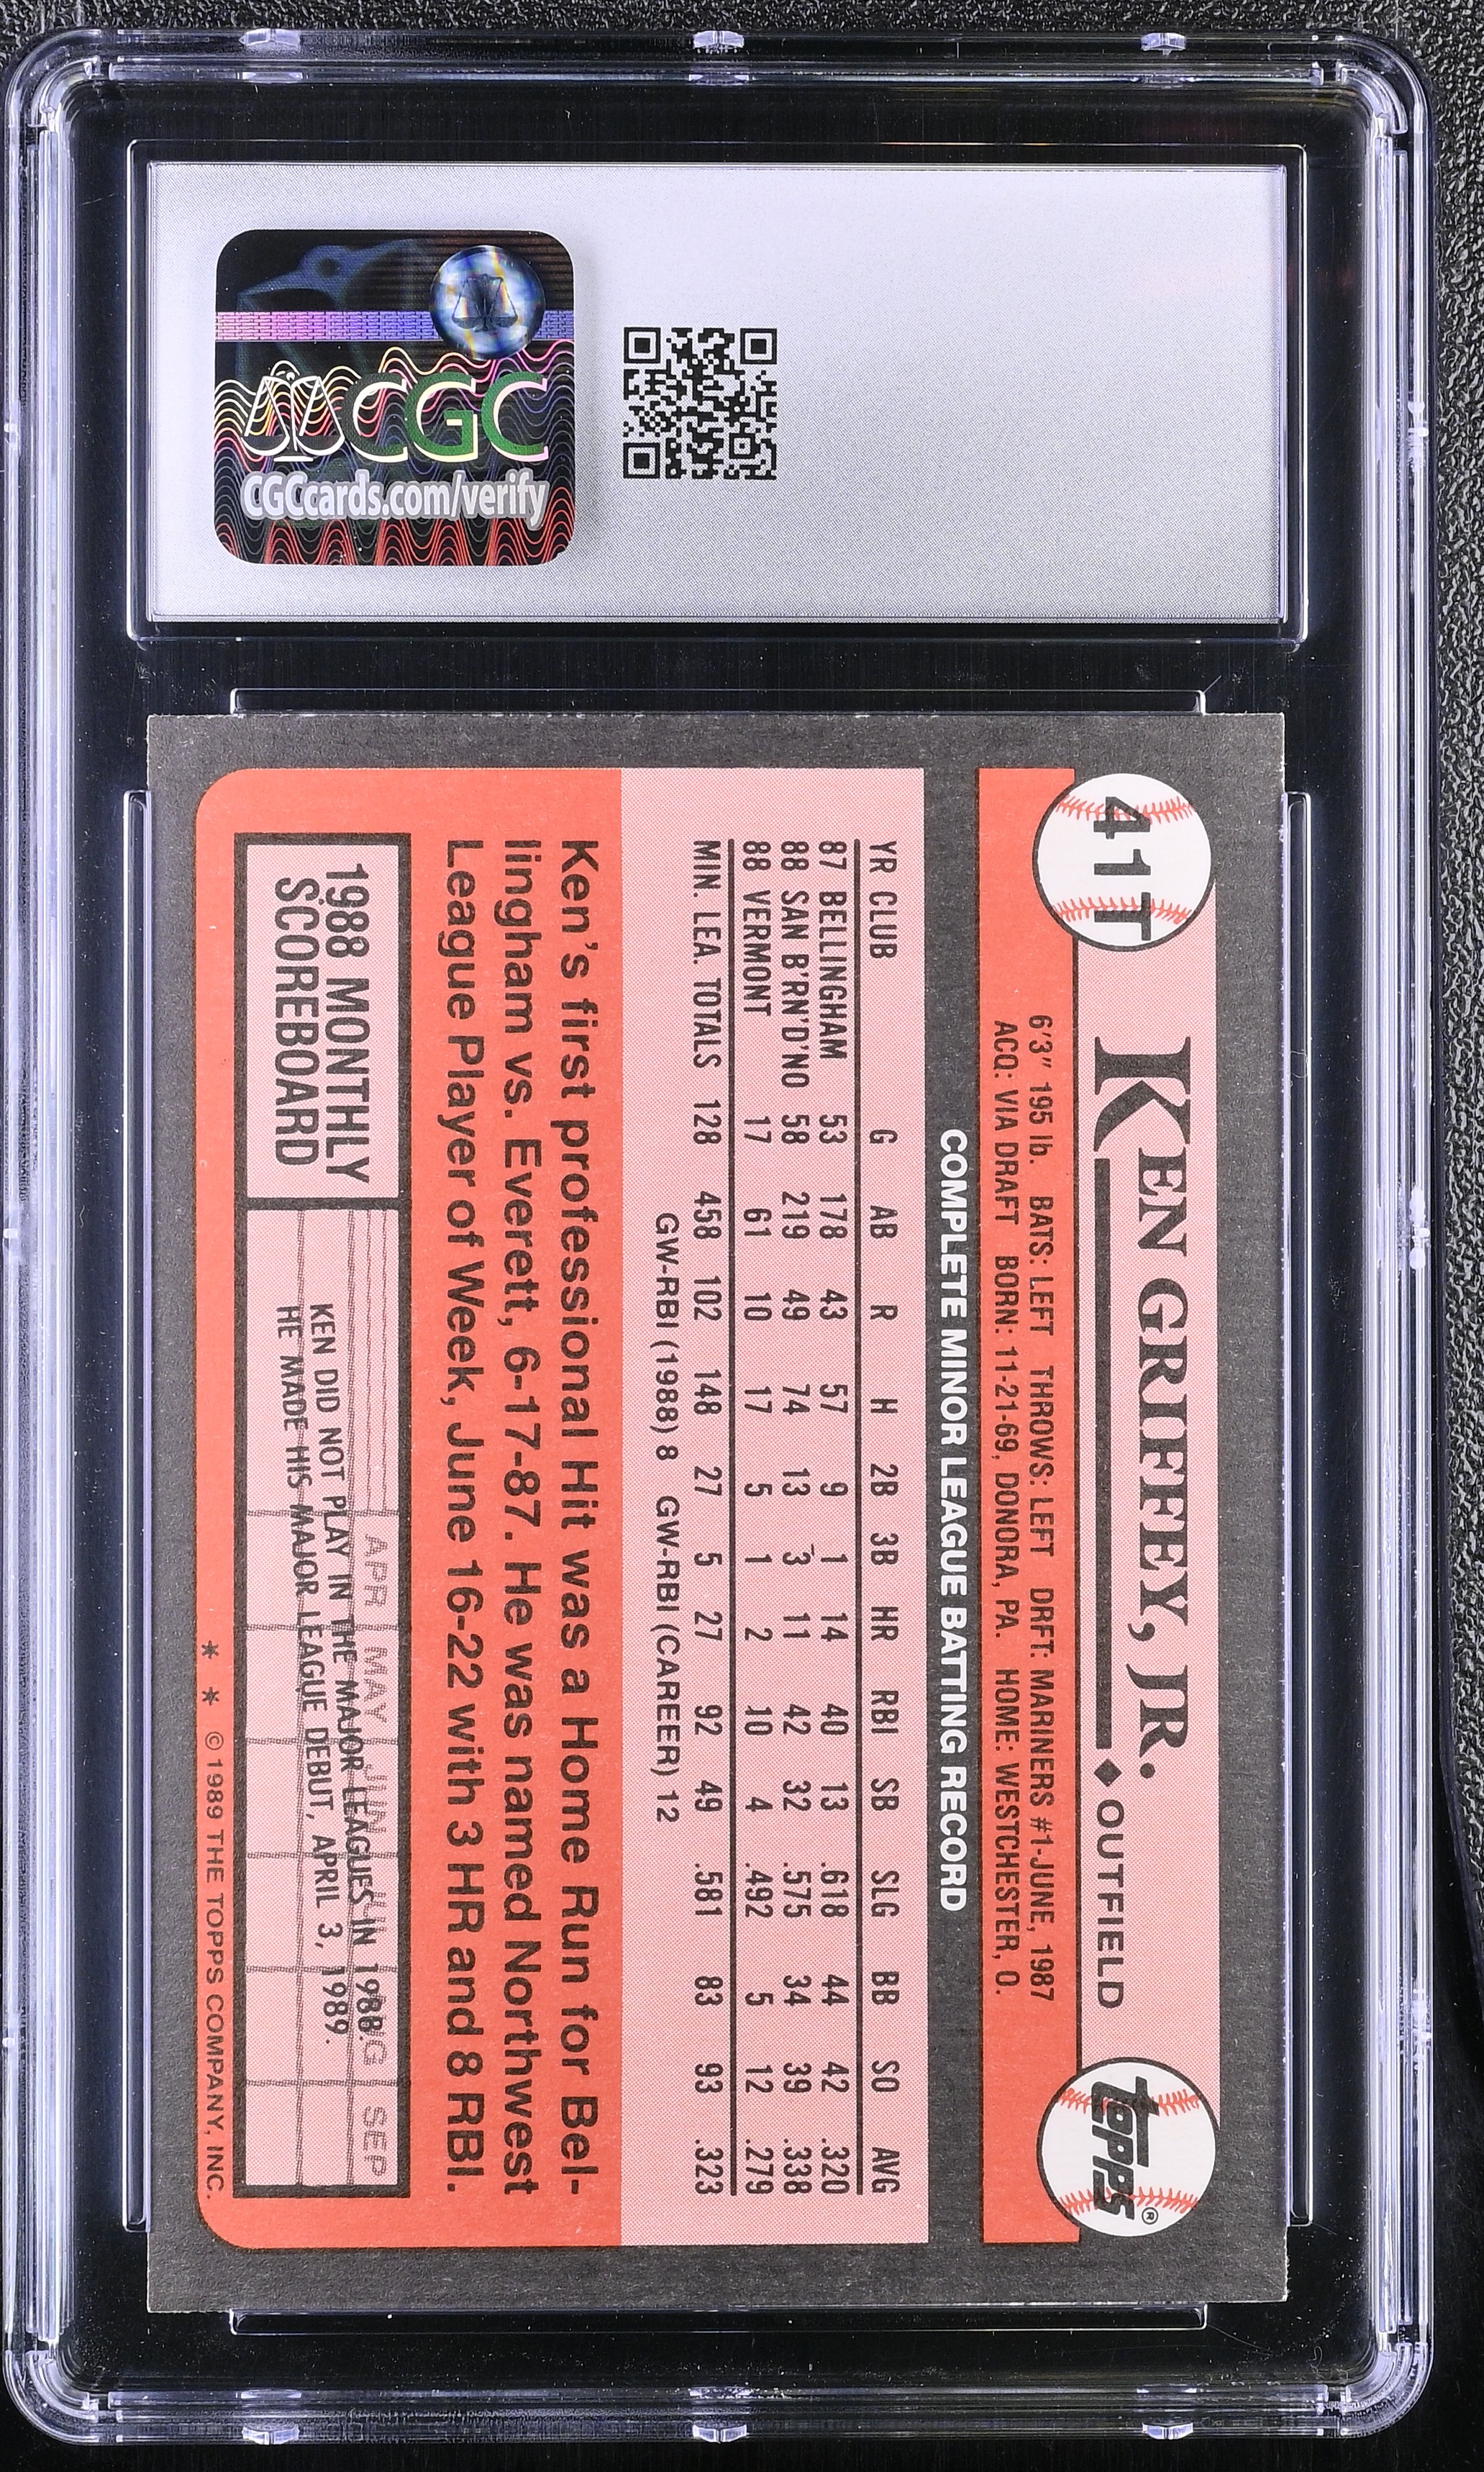 CGC
CGCcards.com/verify
41T
KEN GRIFFEY, JR. ◆ OUTFIELD
topps®
6'3" 195 lb. BATS: LEFT THROWS: LEFT DRFT: MARINERS #1-JUNE, 1987
ACQ: VIA DRAFT BORN: 11-21-69, DONORA, PA. HOME: WESTCHESTER, O.
COMPLETE MINOR LEAGUE BATTING RECORD
YR CLUB G AB R H 2B 3B HR RBI SB SLG BB SO AVG
87 BELLINGHAM 53 178 43 57 9 1 14 40 13 .618 44 42 .320
88 SAN B'RN'D'NO 58 219 49 74 13 3 11 42 32 .575 34 39 .338
88 VERMONT 17 61 10 17 5 1 2 10 4 .492 5 12 .279
MIN. LEA. TOTALS 128 458 102 148 27 5 27 92 49 .581 83 93 .323
GW-RBI (1988) 8 GW-RBI (CAREER) 12
Ken's first professional Hit was a Home Run for Bel-
lingham vs. Everett, 6-17-87. He was named Northwest
League Player of Week, June 16-22 with 3 HR and 8 RBI.
1988 MONTHLY
SCOREBOARD
APR MAY JUN JUL AUG SEP
KEN DID NOT PLAY IN THE MAJOR LEAGUES IN 1988.
HE MADE HIS MAJOR LEAGUE DEBUT, APRIL 3, 1989.
* * © 1989 THE TOPPS COMPANY, INC.